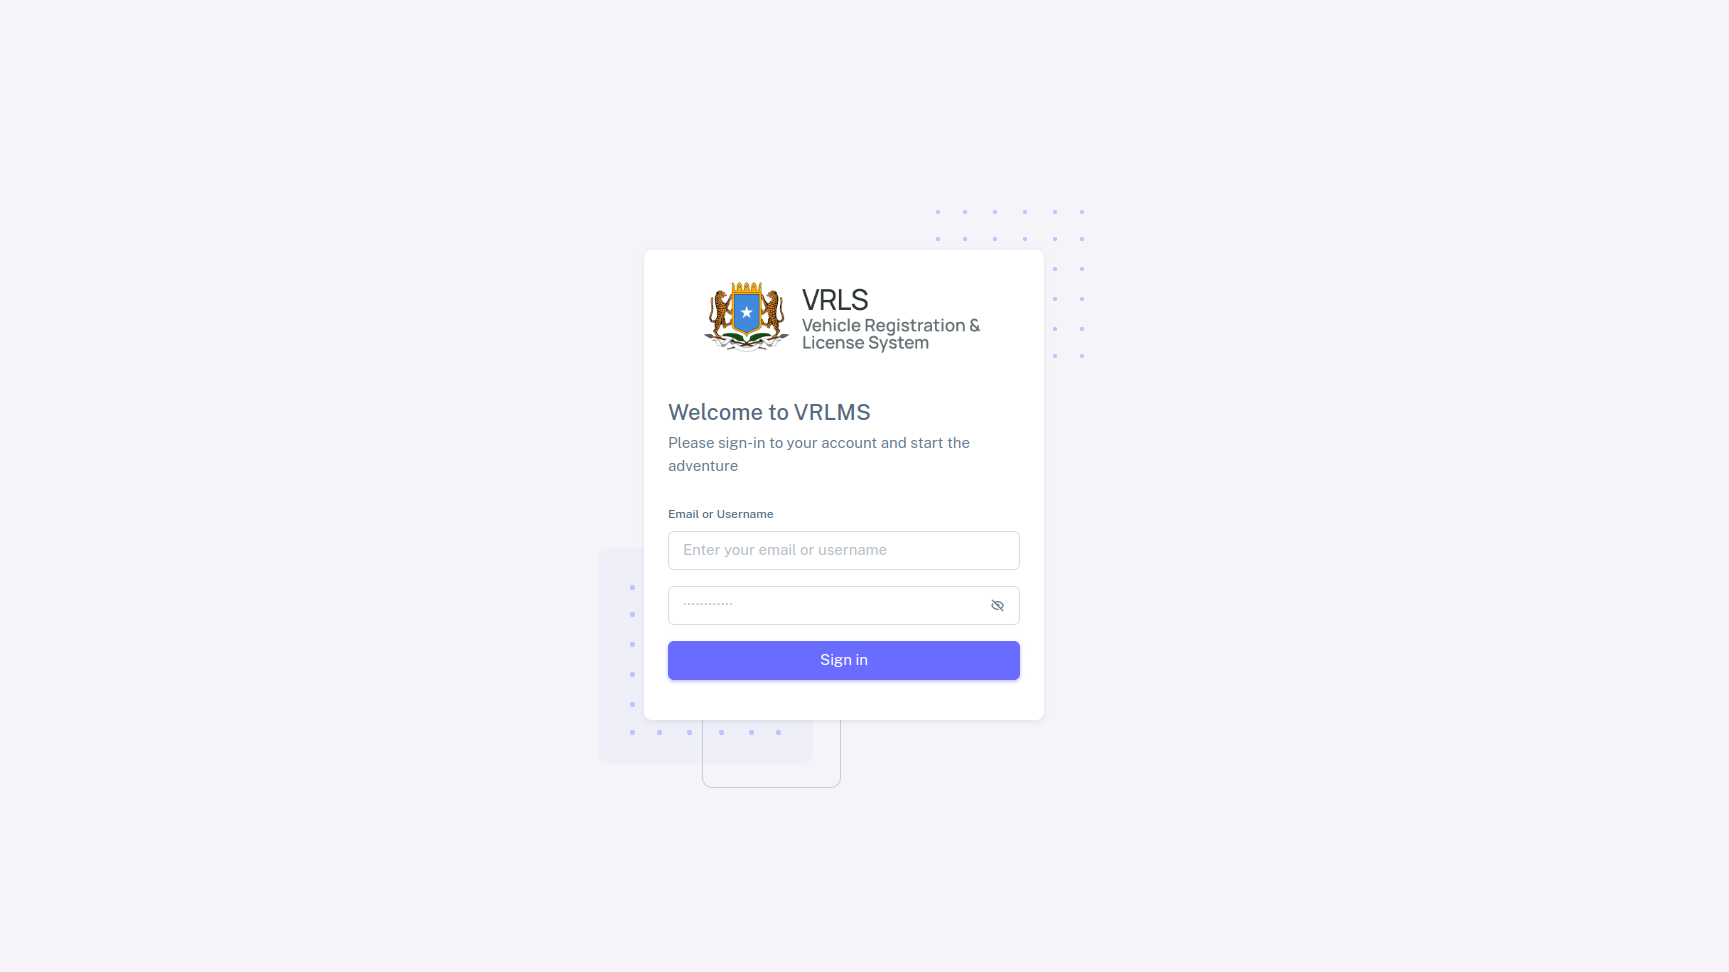 VRLS
Vehicle Registration &
License System
Welcome to VRLMS
Please sign-in to your account and start the
adventure
Email or Username
Enter your email or username
············
Sign in